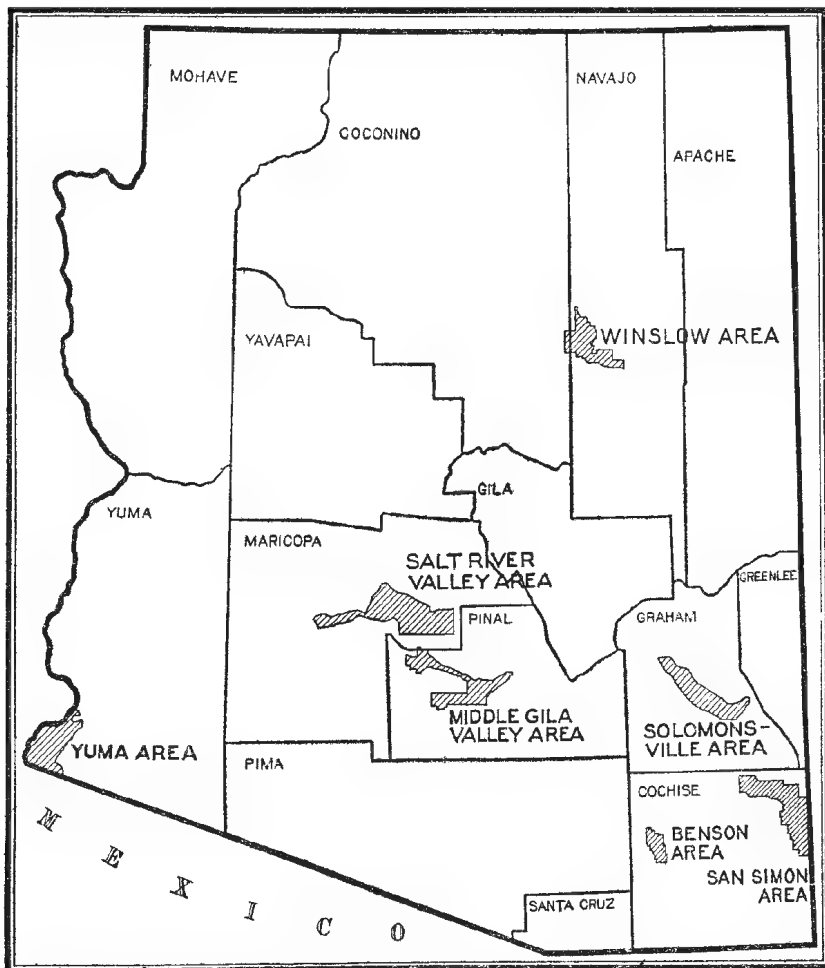 MOHAVE
COCONINO
NAVAJO
APACHE
YAVAPAI
WINSLOW AREA
YUMA
GILA
MARICOPA
SALT RIVER
VALLEY AREA
PINAL
GRAHAM
GREENLEE
MIDDLE GILA
VALLEY AREA
SOLOMONS-
VILLE AREA
YUMA AREA
PIMA
COCHISE
BENSON
AREA
SAN SIMON
AREA
SANTA CRUZ
MEXICO